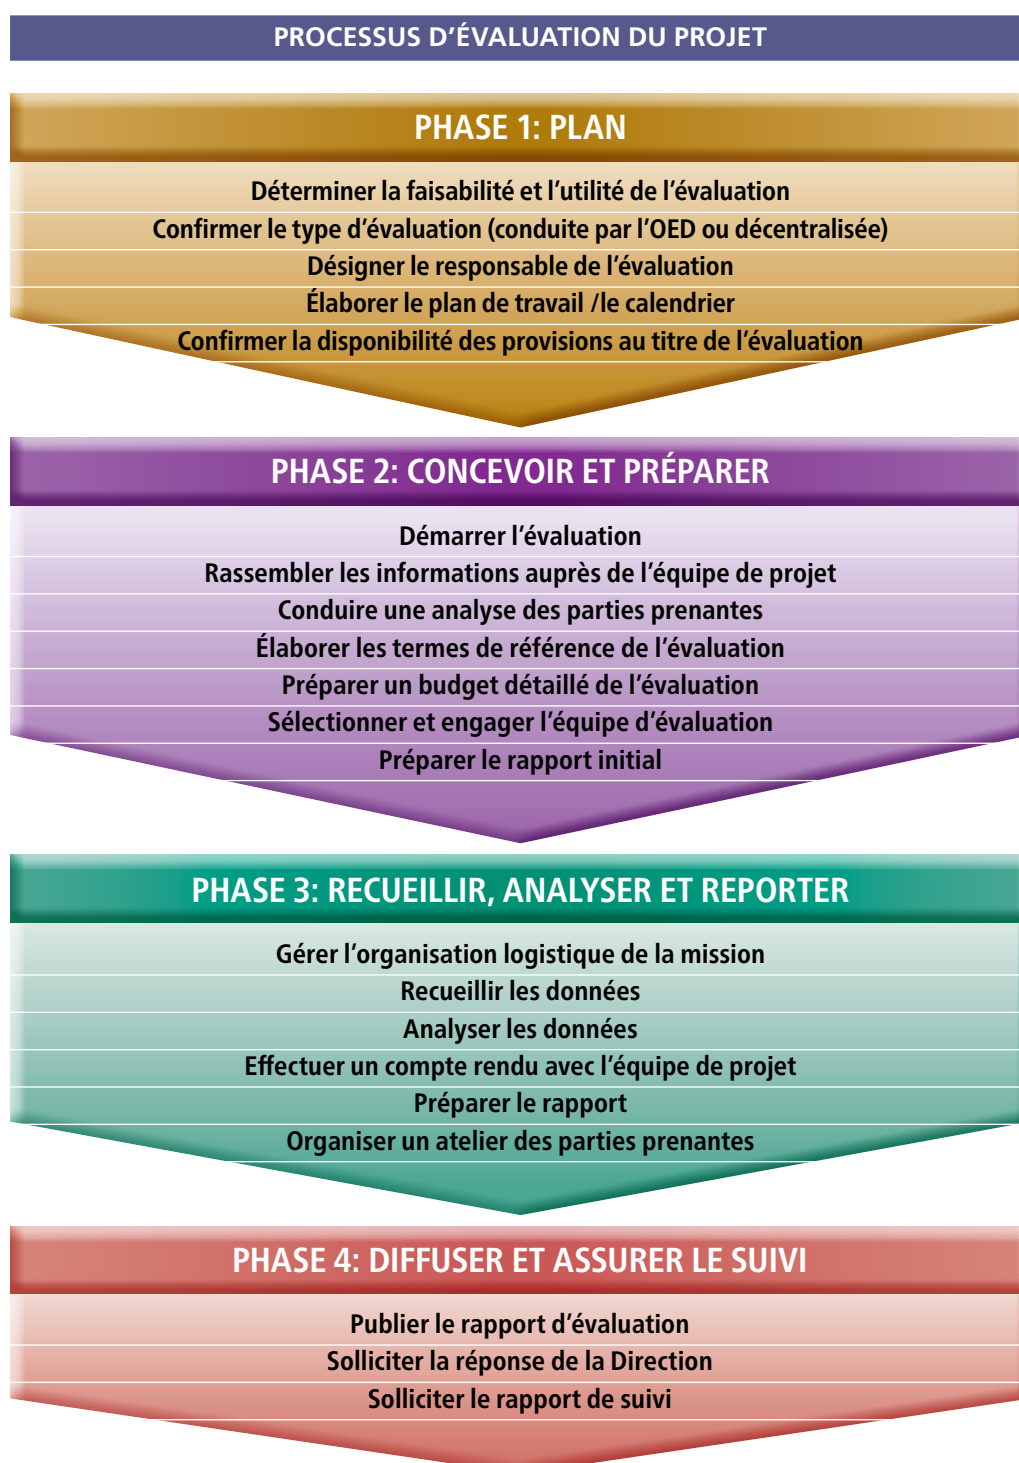 PROCESSUS D’ÉVALUATION DU PROJET
PHASE 1: PLAN
Déterminer la faisabilité et l’utilité de l’évaluation
Confirmer le type d’évaluation (conduite par l’OED ou décentralisée)
Désigner le responsable de l’évaluation
Élaborer le plan de travail /le calendrier
Confirmer la disponibilité des provisions au titre de l’évaluation
PHASE 2: CONCEVOIR ET PRÉPARER
Démarrer l’évaluation
Rassembler les informations auprès de l’équipe de projet
Conduire une analyse des parties prenantes
Élaborer les termes de référence de l’évaluation
Préparer un budget détaillé de l’évaluation
Sélectionner et engager l’équipe d’évaluation
Préparer le rapport initial
PHASE 3: RECUEILLIR, ANALYSER ET REPORTER
Gérer l’organisation logistique de la mission
Recueillir les données
Analyser les données
Effectuer un compte rendu avec l’équipe de projet
Préparer le rapport
Organiser un atelier des parties prenantes
PHASE 4: DIFFUSER ET ASSURER LE SUIVI
Publier le rapport d’évaluation
Solliciter la réponse de la Direction
Solliciter le rapport de suivi